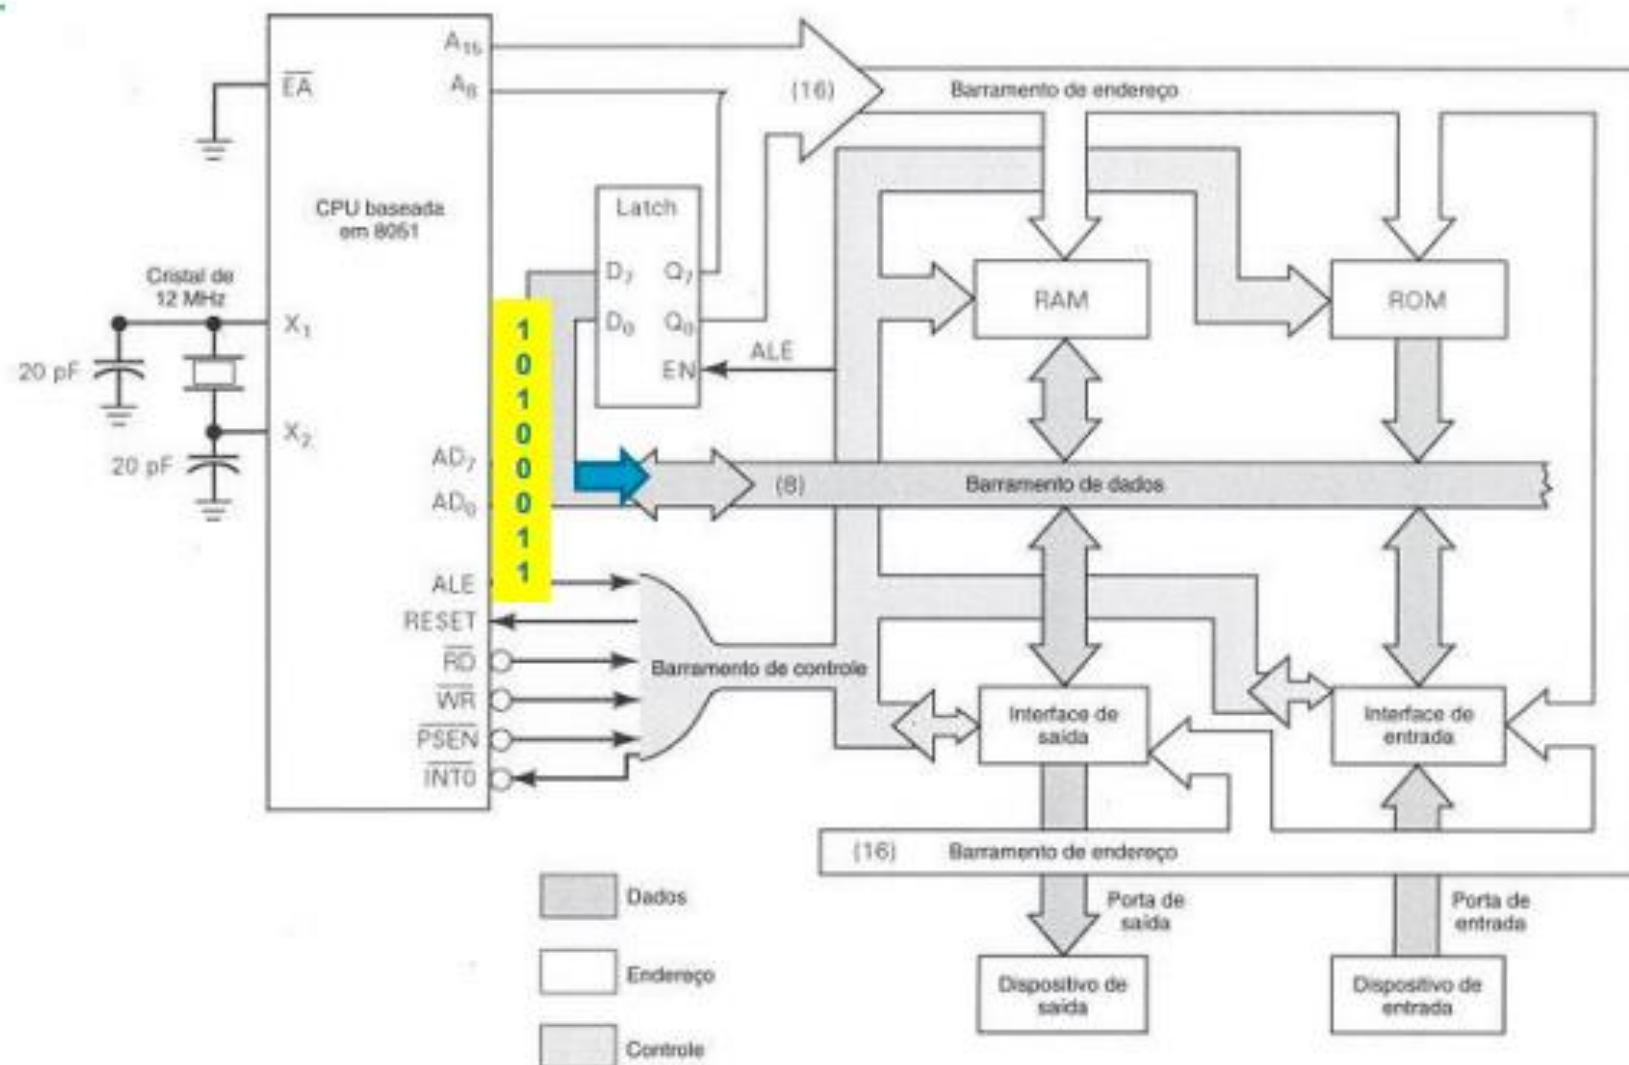 A15
EA
A8
(16)
Barramento de endereço
CPU baseada
em 8051
Latch
Cristal de
12 MHz
D7 Q7
RAM
ROM
X1
1
0
1
0
0
0
1
1
D0 Q0
ALE
EN
20 pF
X2
20 pF
AD7
AD0
(8)
Barramento de dados
ALE
RESET
RD
WR
PSEN
INT0
Barramento de controle
Interface de
saída
Interface de
entrada
(16)
Barramento de endereço
Dados
Porta de
saída
Porta de
entrada
Endereço
Dispositivo de
saída
Dispositivo de
entrada
Controle